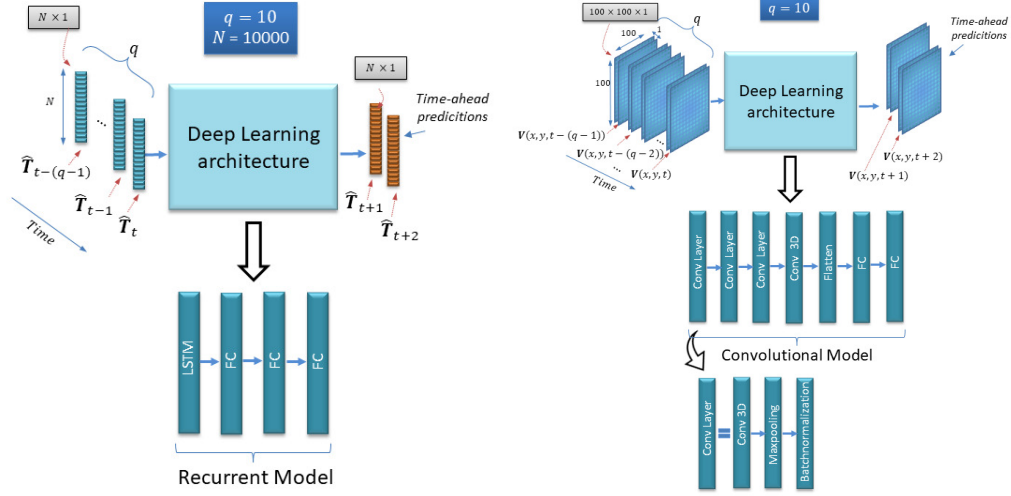 N × 1
q = 10
N = 10000
q
N × 1
N
...
Deep Learning
architecture
Time-ahead
predicitions
T̂t−(q−1)
T̂t−1
T̂t
T̂t+1
T̂t+2
Time
LSTM
FC
FC
FC
Recurrent Model
100 × 100 × 1
q = 10
100
1
q
100
...
Deep Learning
architecture
Time-ahead
predicitions
V(x, y, t − (q − 1))
V(x, y, t − (q − 2))
...
V(x, y, t)
V(x, y, t + 2)
V(x, y, t + 1)
Time
Conv Layer
Conv Layer
Conv Layer
Conv 3D
Flatten
FC
FC
Convolutional Model
Conv Layer
=
Conv 3D
Maxpooling
Batchnormalization